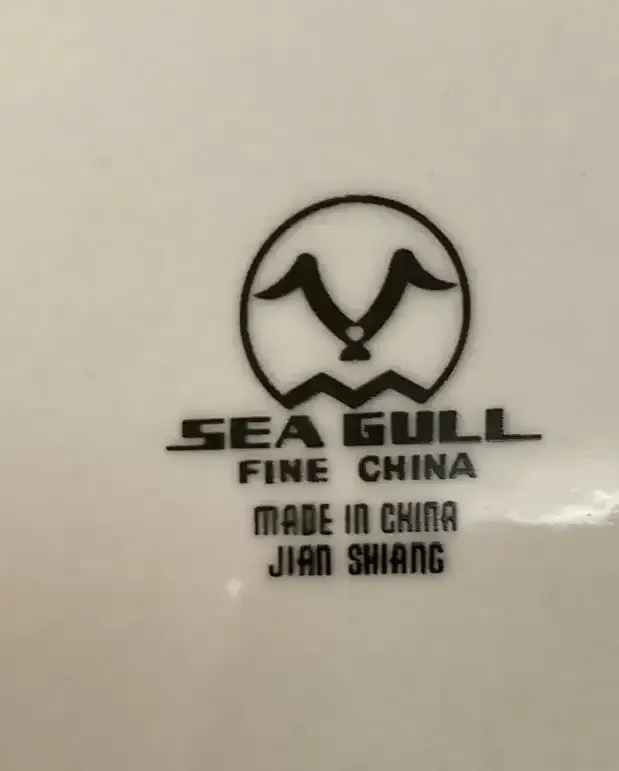 SEA GULL
FINE CHINA
MADE IN CHINA
JIAN SHIANG